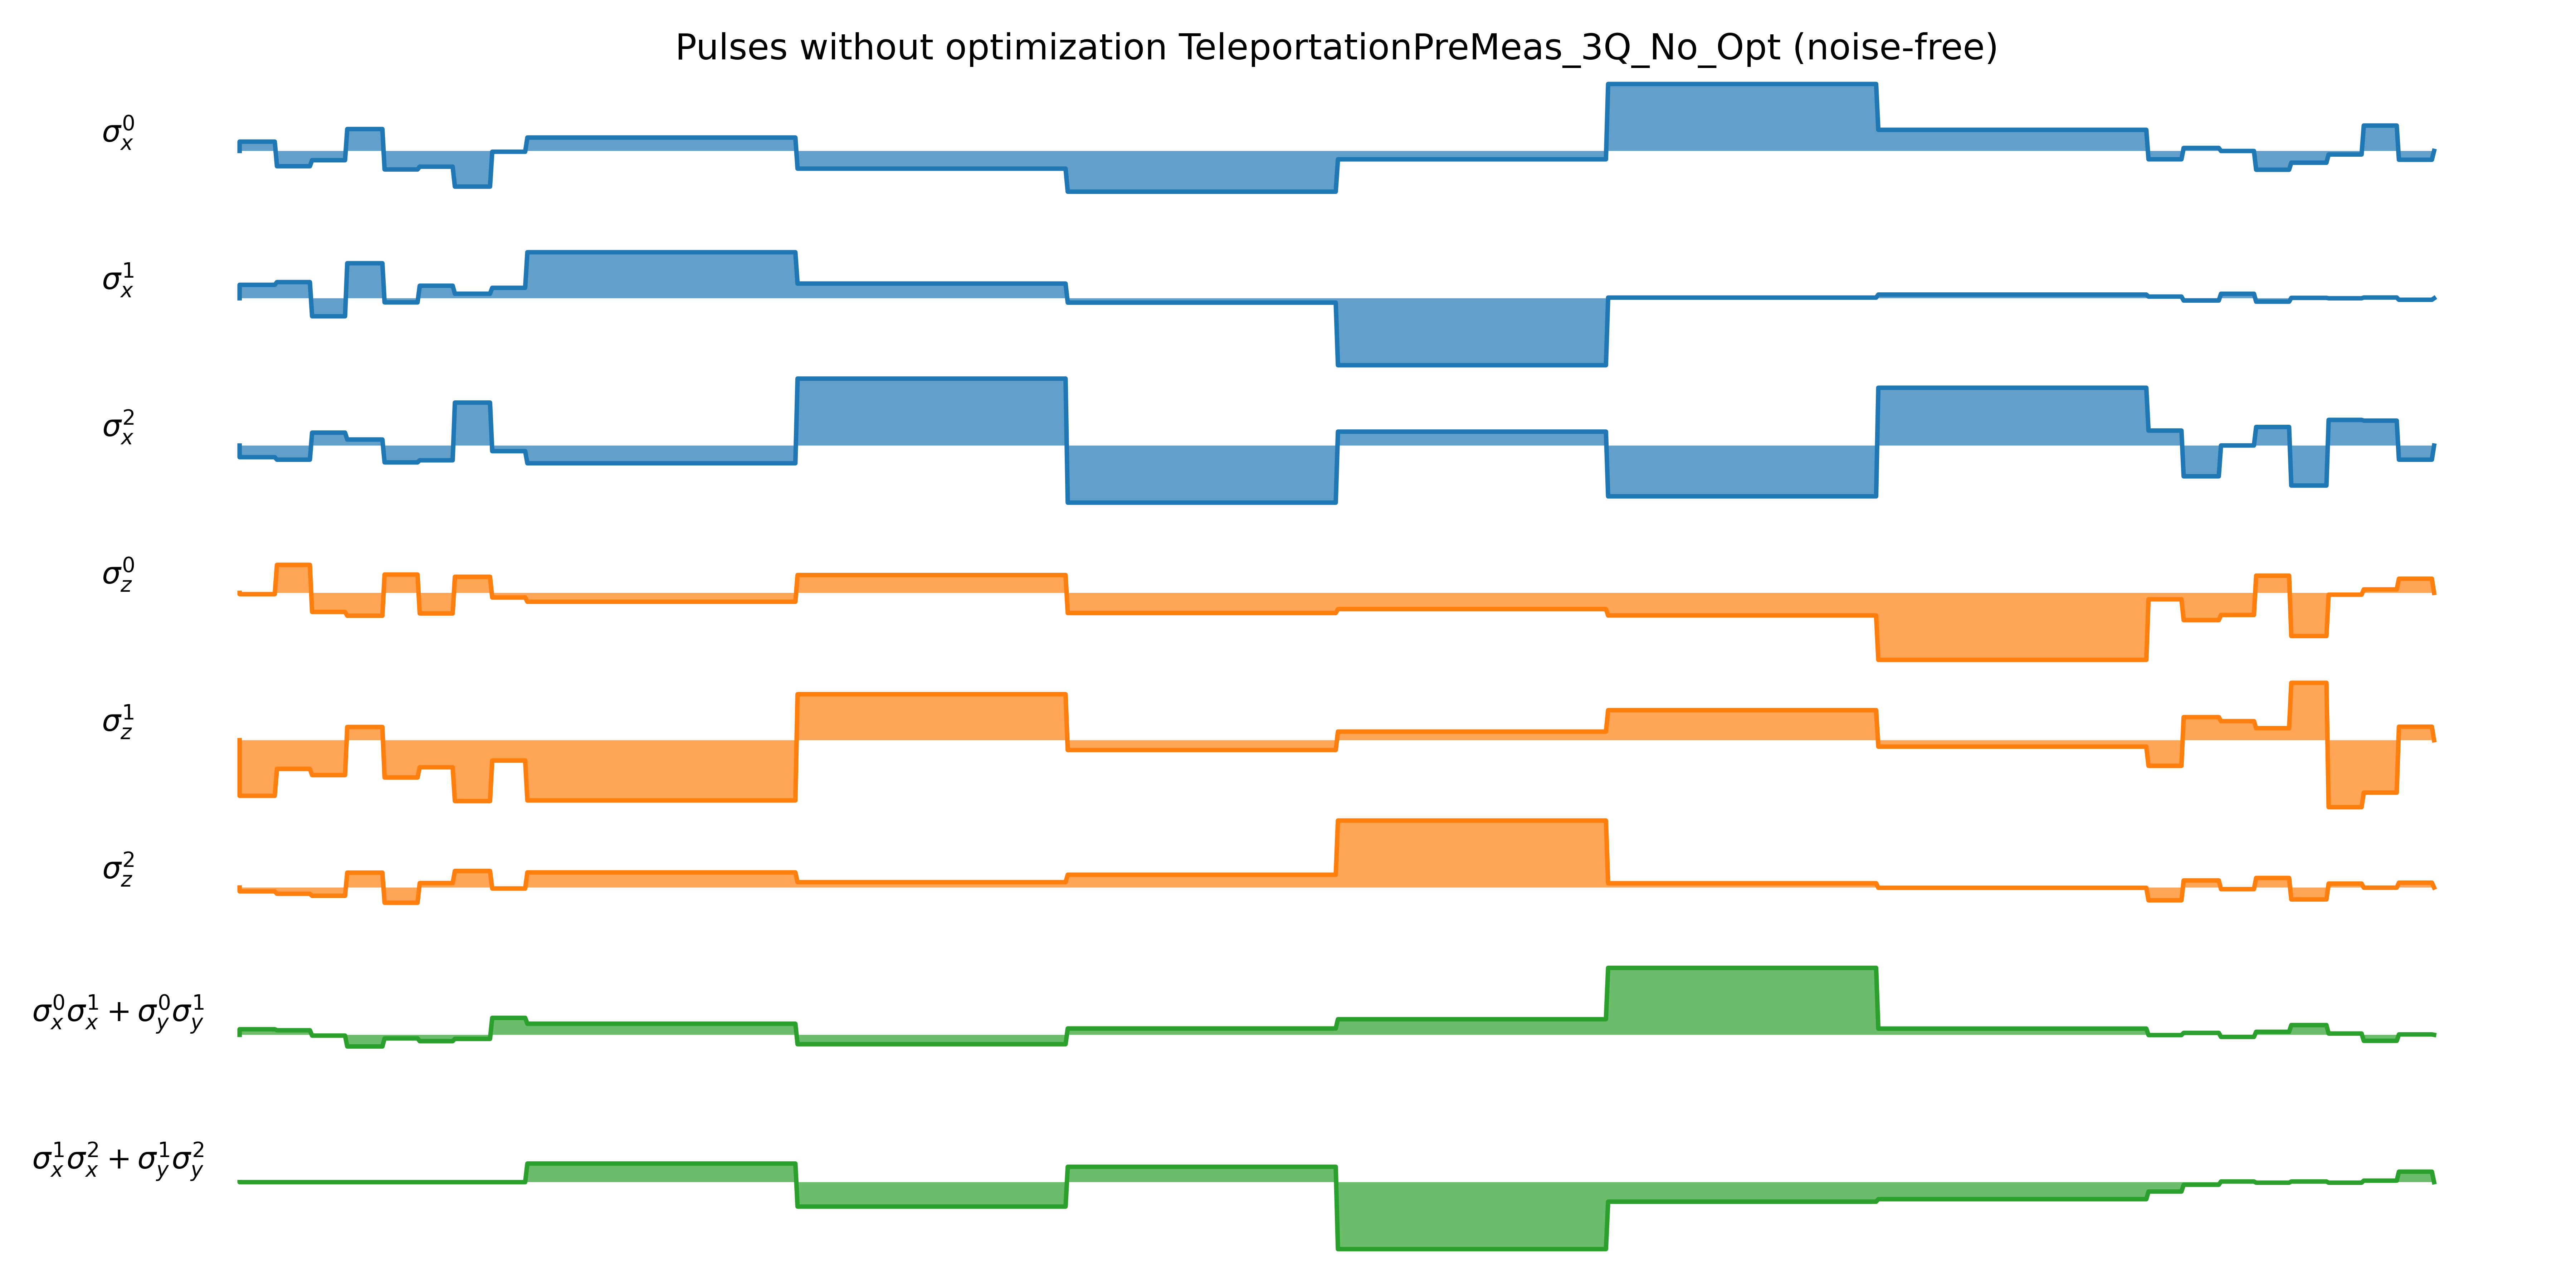 Pulses without optimization TeleportationPreMeas_3Q_No_Opt (noise-free)
σ_x^0
σ_x^1
σ_x^2
σ_z^0
σ_z^1
σ_z^2
σ_x^0σ_x^1 + σ_y^0σ_y^1
σ_x^1σ_x^2 + σ_y^1σ_y^2